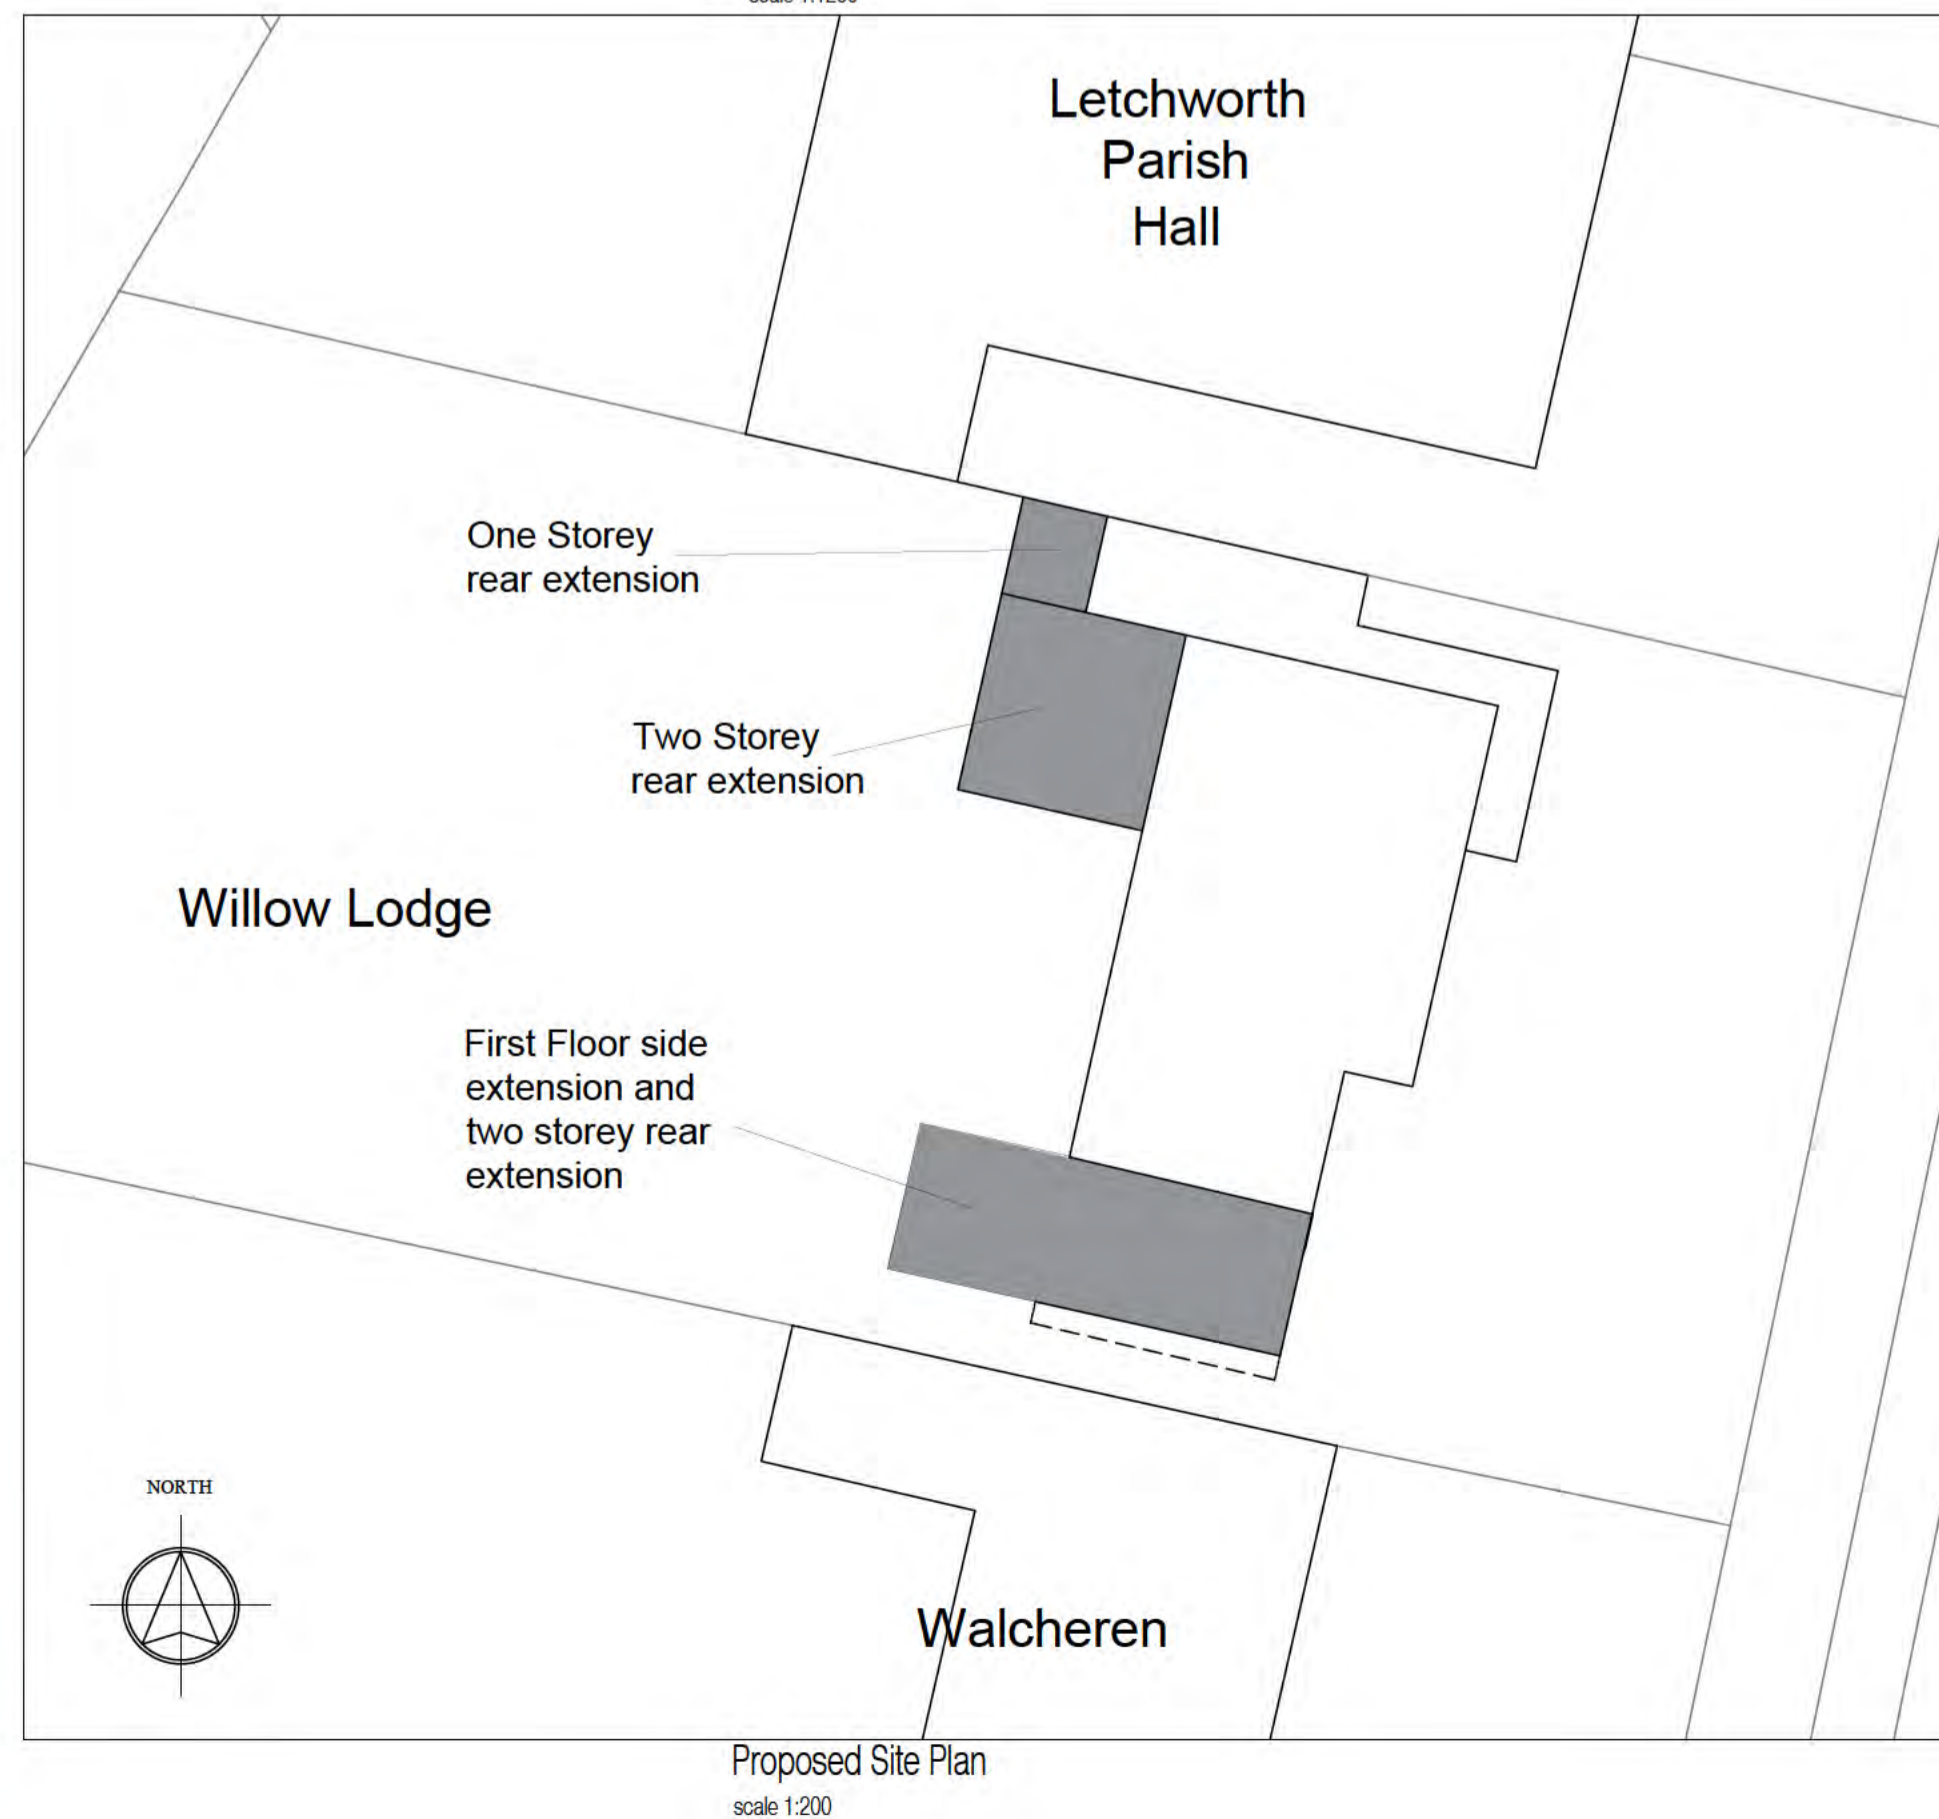 Letchworth
Parish
Hall
One Storey
rear extension
Two Storey
rear extension
Willow Lodge
First Floor side
extension and
two storey rear
extension
NORTH
Walcheren
Proposed Site Plan
scale 1:200